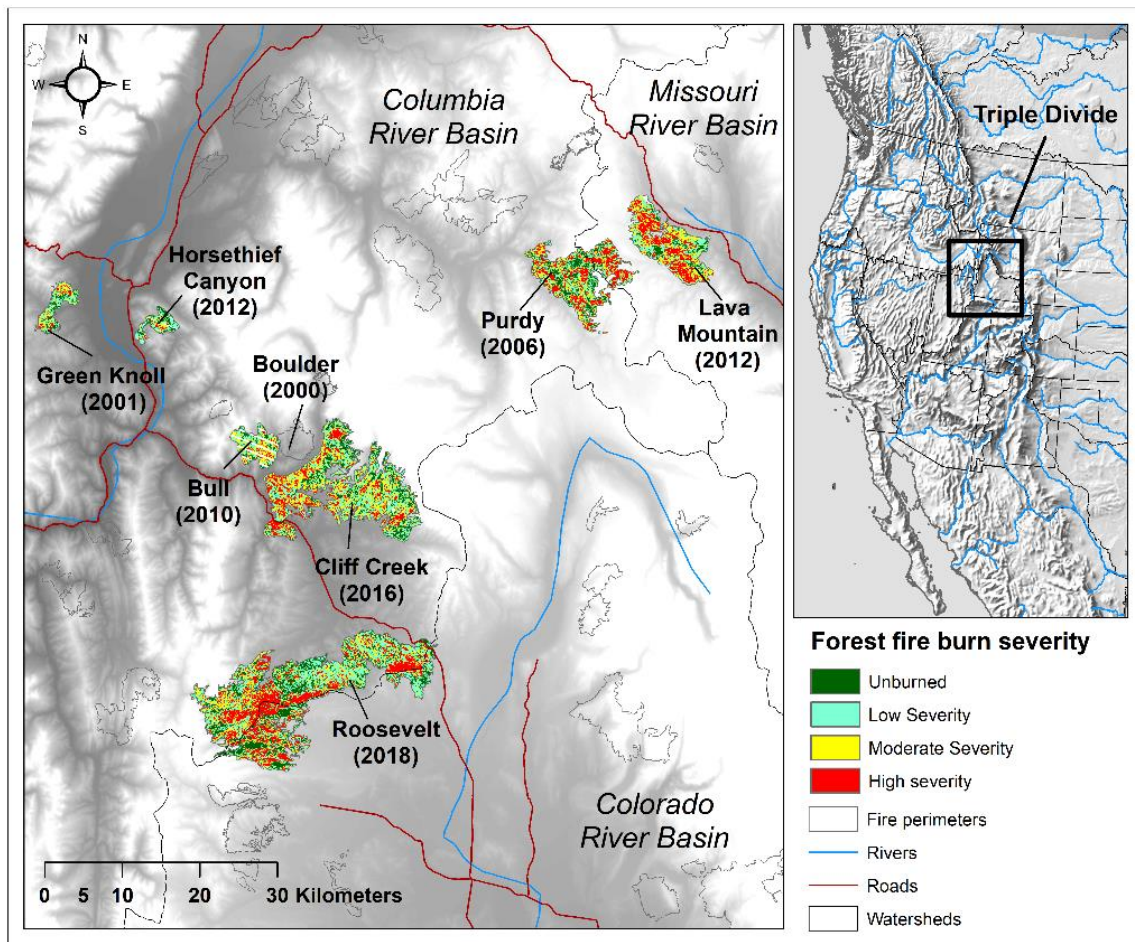 N
W E
S
Columbia
River Basin
Missouri
River Basin
Triple Divide
Horsethief
Canyon
(2012)
Green Knoll
(2001)
Purdy
(2006)
Lava
Mountain
(2012)
Boulder
(2000)
Bull
(2010)
Cliff Creek
(2016)
Roosevelt
(2018)
Colorado
River Basin
0 5 10 20 30 Kilometers
Forest fire burn severity
Unburned
Low Severity
Moderate Severity
High severity
Fire perimeters
Rivers
Roads
Watersheds